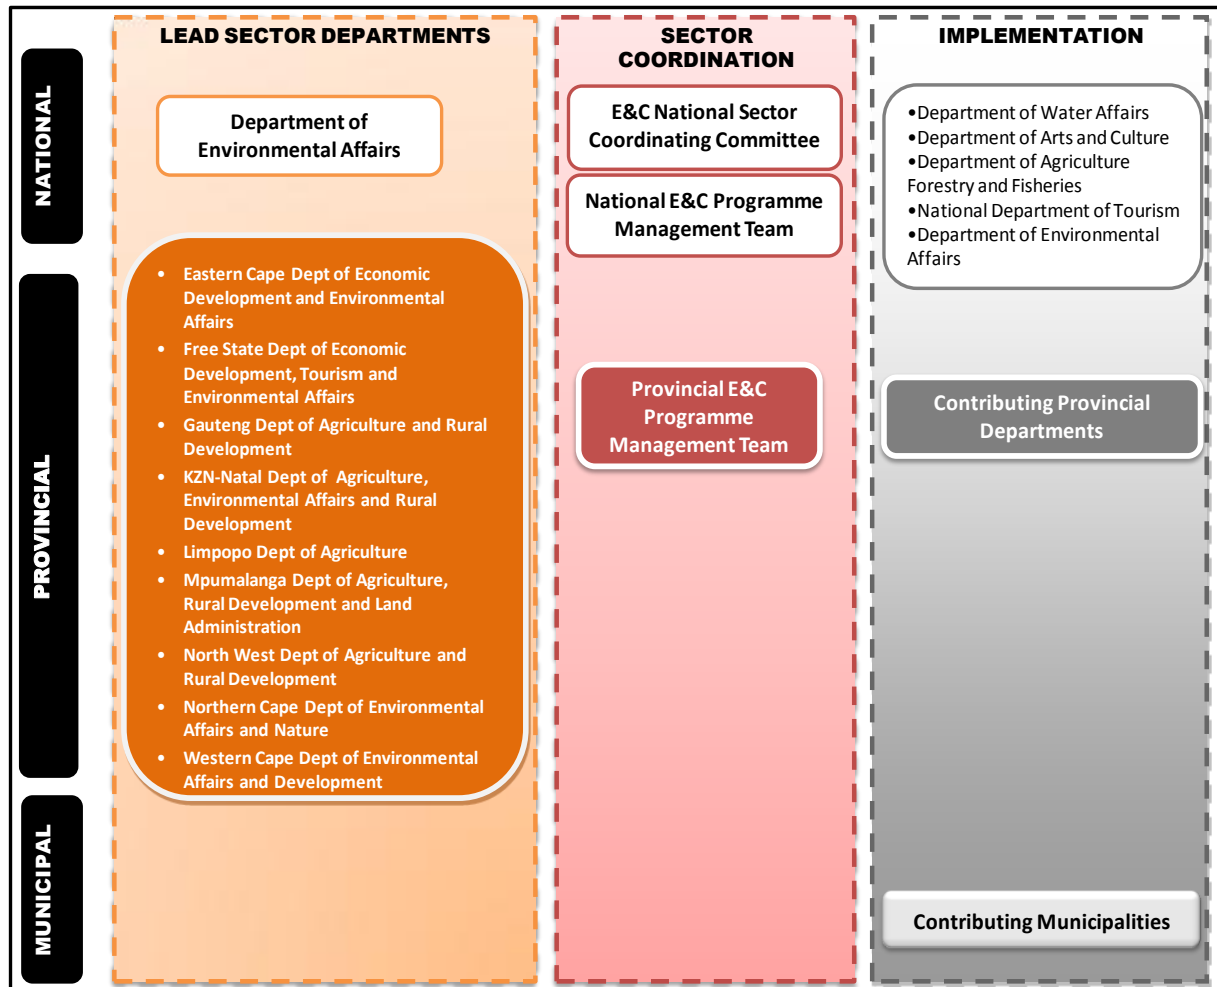 LEAD SECTOR DEPARTMENTS
SECTOR
COORDINATION
IMPLEMENTATION
NATIONAL
Department of
Environmental Affairs
E&C National Sector
Coordinating Committee
National E&C Programme
Management Team
•Department of Water Affairs
•Department of Arts and Culture
•Department of Agriculture
Forestry and Fisheries
•National Department of Tourism
•Department of Environmental
Affairs
PROVINCIAL
• Eastern Cape Dept of Economic
Development and Environmental
Affairs
• Free State Dept of Economic
Development, Tourism and
Environmental Affairs
• Gauteng Dept of Agriculture and Rural
Development
• KZN-Natal Dept of Agriculture,
Environmental Affairs and Rural
Development
• Limpopo Dept of Agriculture
• Mpumalanga Dept of Agriculture,
Rural Development and Land
Administration
• North West Dept of Agriculture and
Rural Development
• Northern Cape Dept of Environmental
Affairs and Nature
• Western Cape Dept of Environmental
Affairs and Development
Provincial E&C
Programme
Management Team
Contributing Provincial
Departments
MUNICIPAL
Contributing Municipalities